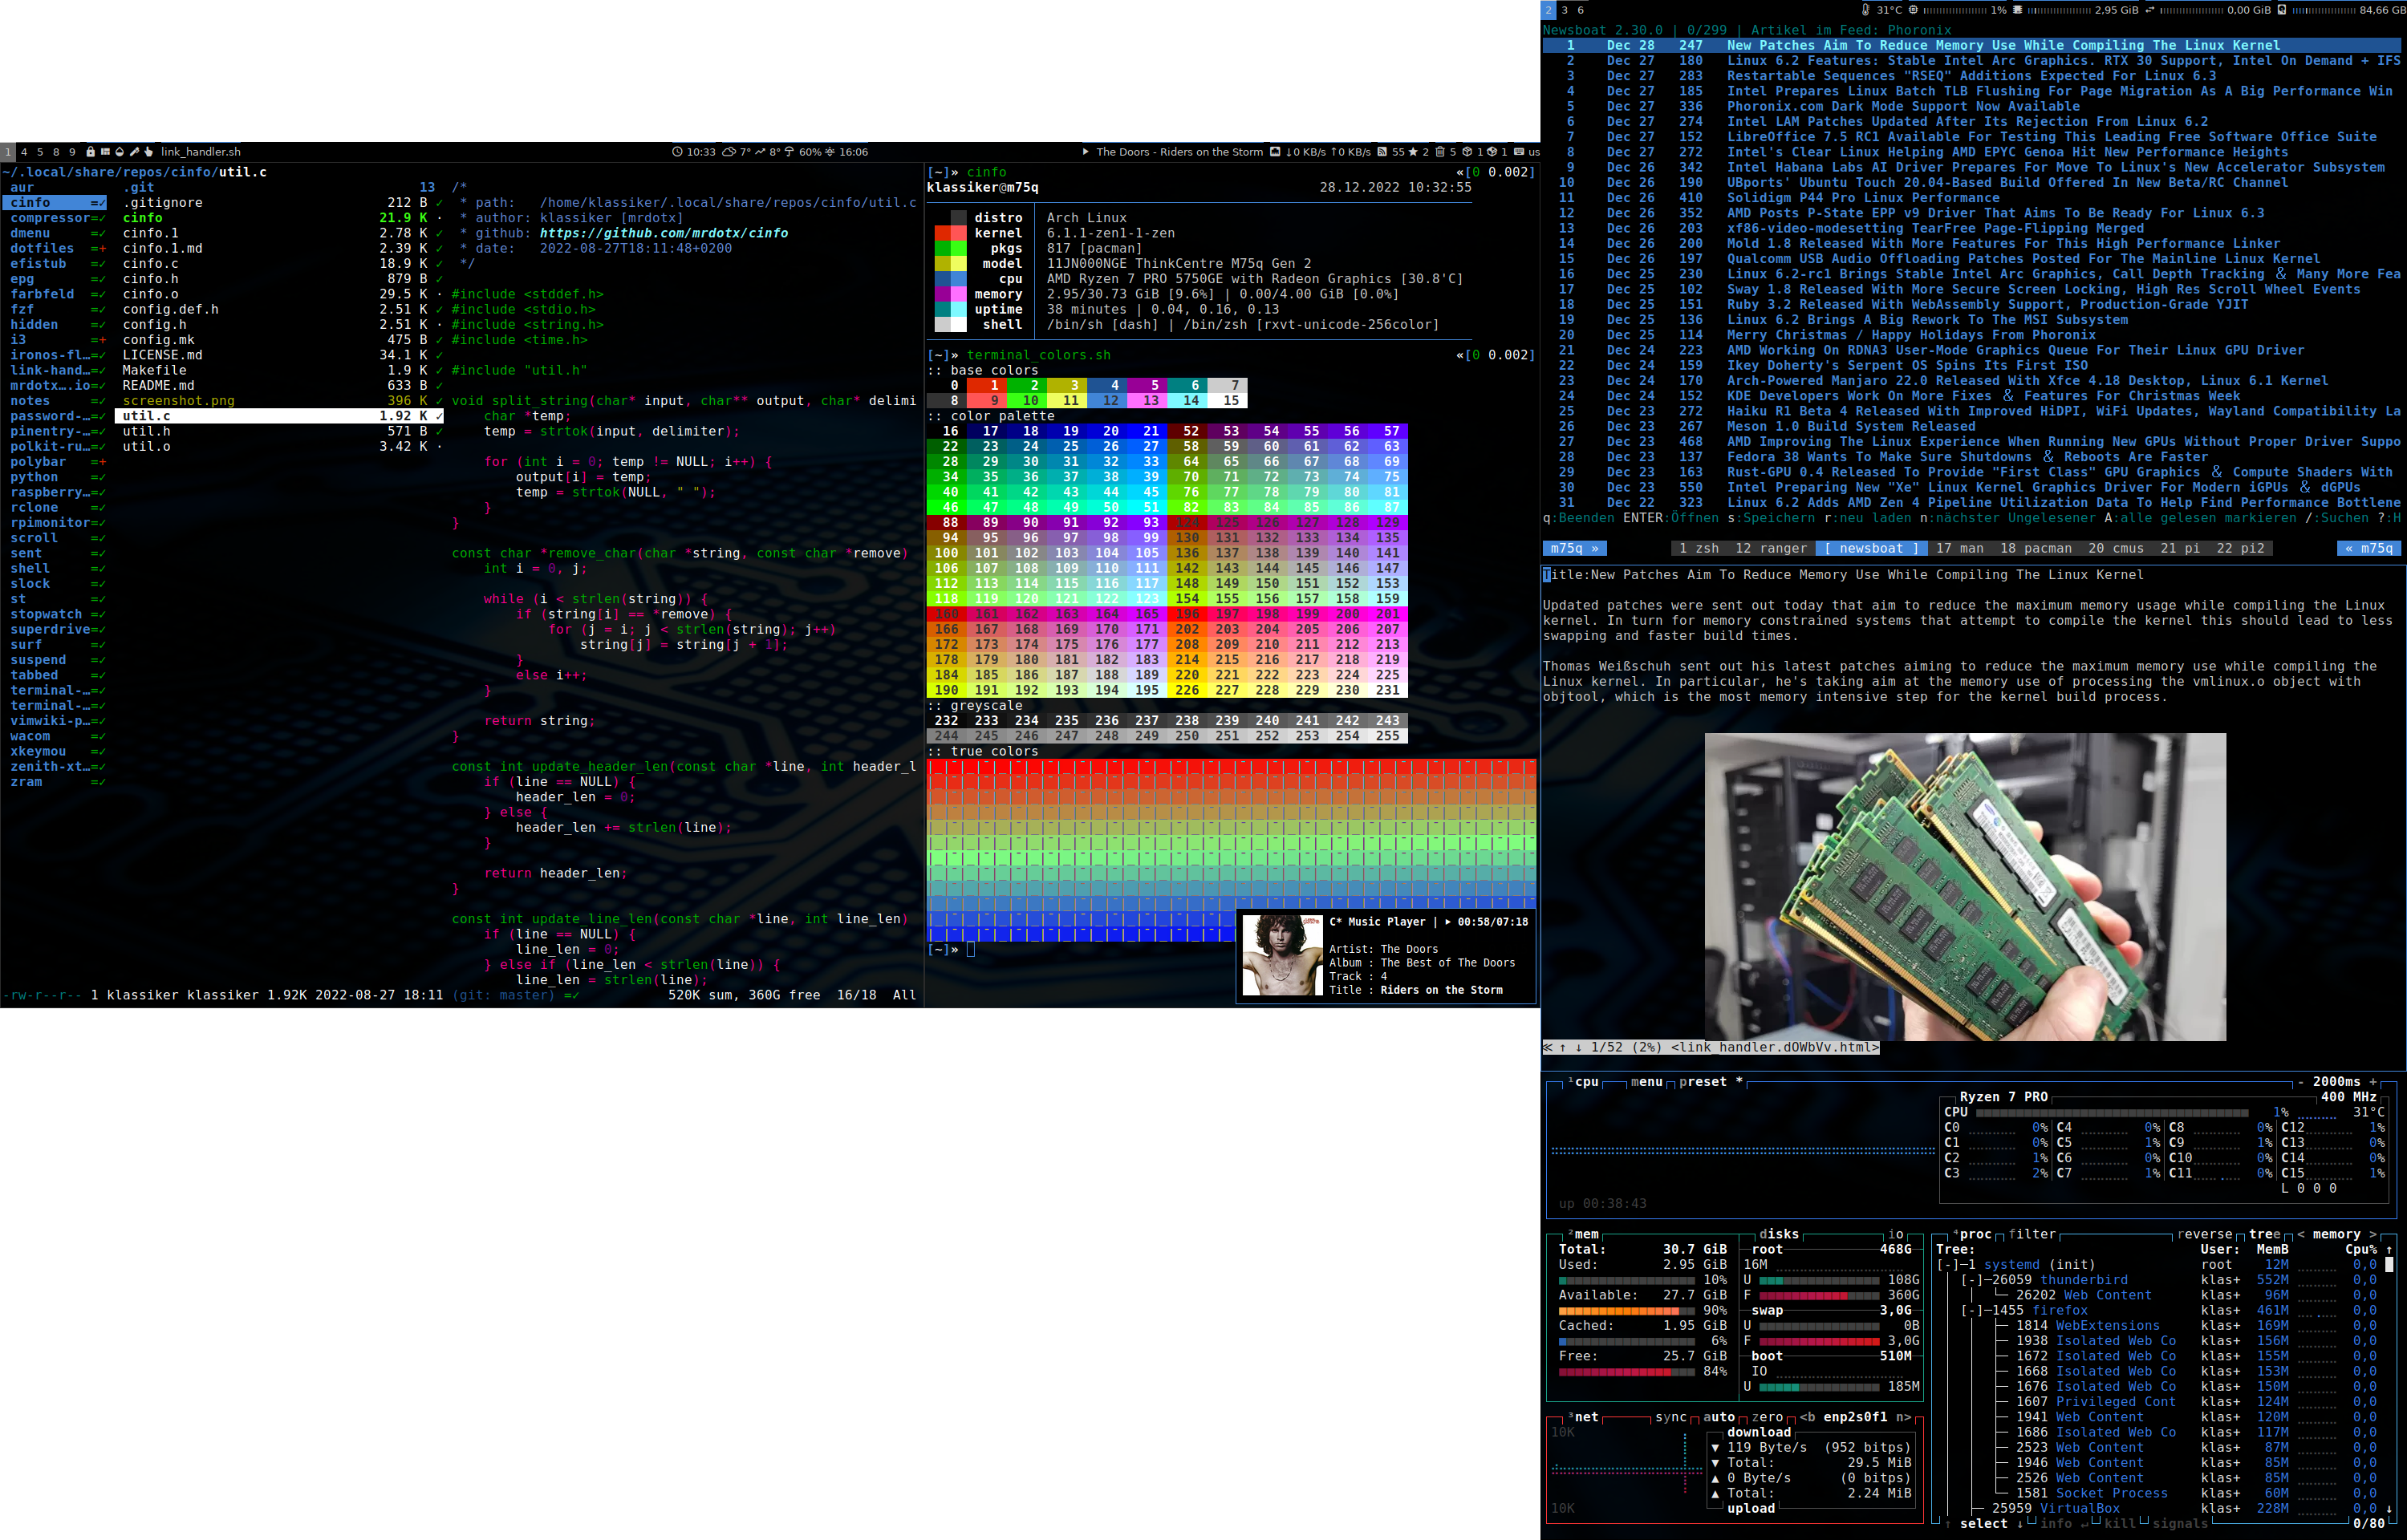 1 4 5 8 9 link_handler.sh 10:33 7° 8° 60% 16:06 The Doors - Riders on the Storm ↓0 KB/s ↑0 KB/s 55 2 5 1 1 us
~/.local/share/repos/cinfo/util.c
aur
cinfo =✓
compressor=✓
dmenu =✓
dotfiles =+
efistub =✓
epg =✓
farbfeld =✓
fzf =✓
hidden =✓
i3 =+
ironos-fl…=✓
link-hand…=✓
mrdotx….io=✓
notes =✓
password-…=✓
pinentry-…=✓
polkit-ru…=✓
polybar =+
python =✓
raspberry…=✓
rclone =✓
rpimonitor=✓
scroll =✓
sent =✓
shell =✓
slock =✓
st =✓
stopwatch =✓
superdrive=✓
surf =✓
suspend =✓
tabbed =✓
terminal-…=✓
terminal-…=✓
vimwiki-p…=✓
wacom =✓
xkeymou =✓
zenith-xt…=✓
zram =✓
.git 13
.gitignore 212 B ✓
cinfo 21.9 K ·
cinfo.1 2.78 K ✓
cinfo.1.md 2.39 K ✓
cinfo.c 18.9 K ✓
cinfo.h 879 B ✓
cinfo.o 29.5 K ·
config.def.h 2.51 K ✓
config.h 2.51 K ·
config.mk 475 B ✓
LICENSE.md 34.1 K ✓
Makefile 1.9 K ✓
README.md 633 B ✓
screenshot.png 396 K ✓
util.c 1.92 K ✓
util.h 571 B ✓
util.o 3.42 K ·
/*
* path: /home/klassiker/.local/share/repos/cinfo/util.c
* author: klassiker [mrdotx]
* github: https://github.com/mrdotx/cinfo
* date: 2022-08-27T18:11:48+0200
*/
#include <stddef.h>
#include <stdio.h>
#include <string.h>
#include <time.h>
#include "util.h"
void split_string(char* input, char** output, char* delimi
char *temp;
temp = strtok(input, delimiter);
for (int i = 0; temp != NULL; i++) {
output[i] = temp;
temp = strtok(NULL, " ");
}
}
const char *remove_char(char *string, const char *remove)
int i = 0, j;
while (i < strlen(string)) {
if (string[i] == *remove) {
for (j = i; j < strlen(string); j++)
string[j] = string[j + 1];
}
else i++;
}
return string;
}
const int update_header_len(const char *line, int header_l
if (line == NULL) {
header_len = 0;
} else {
header_len += strlen(line);
}
return header_len;
}
const int update_line_len(const char *line, int line_len)
if (line == NULL) {
line_len = 0;
} else if (line_len < strlen(line)) {
line_len = strlen(line);
-rw-r--r-- 1 klassiker klassiker 1.92K 2022-08-27 18:11 (git: master) =✓ 520K sum, 360G free 16/18 All
[~]» cinfo «[0 0.002]
klassiker@m75q 28.12.2022 10:32:55
distro Arch Linux
kernel 6.1.1-zen1-1-zen
pkgs 817 [pacman]
model 11JN000NGE ThinkCentre M75q Gen 2
cpu AMD Ryzen 7 PRO 5750GE with Radeon Graphics [30.8'C]
memory 2.95/30.73 GiB [9.6%] | 0.00/4.00 GiB [0.0%]
uptime 38 minutes | 0.04, 0.16, 0.13
shell /bin/sh [dash] | /bin/zsh [rxvt-unicode-256color]
[~]» terminal_colors.sh «[0 0.002]
:: base colors
0 1 2 3 4 5 6 7
8 9 10 11 12 13 14 15
:: color palette
16 17 18 19 20 21 52 53 54 55 56 57
22 23 24 25 26 27 58 59 60 61 62 63
28 29 30 31 32 33 64 65 66 67 68 69
34 35 36 37 38 39 70 71 72 73 74 75
40 41 42 43 44 45 76 77 78 79 80 81
46 47 48 49 50 51 82 83 84 85 86 87
88 89 90 91 92 93 124 125 126 127 128 129
94 95 96 97 98 99 130 131 132 133 134 135
100 101 102 103 104 105 136 137 138 139 140 141
106 107 108 109 110 111 142 143 144 145 146 147
112 113 114 115 116 117 148 149 150 151 152 153
118 119 120 121 122 123 154 155 156 157 158 159
160 161 162 163 164 165 196 197 198 199 200 201
166 167 168 169 170 171 202 203 204 205 206 207
172 173 174 175 176 177 208 209 210 211 212 213
178 179 180 181 182 183 214 215 216 217 218 219
184 185 186 187 188 189 220 221 222 223 224 225
190 191 192 193 194 195 226 227 228 229 230 231
:: greyscale
232 233 234 235 236 237 238 239 240 241 242 243
244 245 246 247 248 249 250 251 252 253 254 255
:: true colors
[~]»
C* Music Player | 00:58/07:18
Artist: The Doors
Album : The Best of The Doors
Track : 4
Title : Riders on the Storm
2 3 6 31°C 1% 2,95 GiB 0,00 GiB 84,66 GB
Newsboat 2.30.0 | 0/299 | Artikel im Feed: Phoronix
1 Dec 28 247 New Patches Aim To Reduce Memory Use While Compiling The Linux Kernel
2 Dec 27 180 Linux 6.2 Features: Stable Intel Arc Graphics. RTX 30 Support, Intel On Demand + IFS
3 Dec 27 283 Restartable Sequences "RSEQ" Additions Expected For Linux 6.3
4 Dec 27 185 Intel Prepares Linux Batch TLB Flushing For Page Migration As A Big Performance Win
5 Dec 27 336 Phoronix.com Dark Mode Support Now Available
6 Dec 27 274 Intel LAM Patches Updated After Its Rejection From Linux 6.2
7 Dec 27 152 LibreOffice 7.5 RC1 Available For Testing This Leading Free Software Office Suite
8 Dec 27 272 Intel's Clear Linux Helping AMD EPYC Genoa Hit New Performance Heights
9 Dec 26 342 Intel Habana Labs AI Driver Prepares For Move To Linux's New Accelerator Subsystem
10 Dec 26 190 UBports' Ubuntu Touch 20.04-Based Build Offered In New Beta/RC Channel
11 Dec 26 410 Solidigm P44 Pro Linux Performance
12 Dec 26 352 AMD Posts P-State EPP v9 Driver That Aims To Be Ready For Linux 6.3
13 Dec 26 203 xf86-video-modesetting TearFree Page-Flipping Merged
14 Dec 26 200 Mold 1.8 Released With More Features For This High Performance Linker
15 Dec 26 197 Qualcomm USB Audio Offloading Patches Posted For The Mainline Linux Kernel
16 Dec 25 230 Linux 6.2-rc1 Brings Stable Intel Arc Graphics, Call Depth Tracking & Many More Fea
17 Dec 25 102 Sway 1.8 Released With More Secure Screen Locking, High Res Scroll Wheel Events
18 Dec 25 151 Ruby 3.2 Released With WebAssembly Support, Production-Grade YJIT
19 Dec 25 136 Linux 6.2 Brings A Big Rework To The MSI Subsystem
20 Dec 25 114 Merry Christmas / Happy Holidays From Phoronix
21 Dec 24 223 AMD Working On RDNA3 User-Mode Graphics Queue For Their Linux GPU Driver
22 Dec 24 159 Ikey Doherty's Serpent OS Spins Its First ISO
23 Dec 24 170 Arch-Powered Manjaro 22.0 Released With Xfce 4.18 Desktop, Linux 6.1 Kernel
24 Dec 24 152 KDE Developers Work On More Fixes & Features For Christmas Week
25 Dec 23 272 Haiku R1 Beta 4 Released With Improved HiDPI, WiFi Updates, Wayland Compatibility La
26 Dec 23 267 Meson 1.0 Build System Released
27 Dec 23 468 AMD Improving The Linux Experience When Running New GPUs Without Proper Driver Suppo
28 Dec 23 137 Fedora 38 Wants To Make Sure Shutdowns & Reboots Are Faster
29 Dec 23 163 Rust-GPU 0.4 Released To Provide "First Class" GPU Graphics & Compute Shaders With
30 Dec 23 550 Intel Preparing New "Xe" Linux Kernel Graphics Driver For Modern iGPUs & dGPUs
31 Dec 22 323 Linux 6.2 Adds AMD Zen 4 Pipeline Utilization Data To Help Find Performance Bottlene
q:Beenden ENTER:Öffnen s:Speichern r:neu laden n:nächster Ungelesener A:alle gelesen markieren /:Suchen ?:H
m75q » 1 zsh 12 ranger [ newsboat ] 17 man 18 pacman 20 cmus 21 pi 22 pi2 « m75q
Title:New Patches Aim To Reduce Memory Use While Compiling The Linux Kernel
Updated patches were sent out today that aim to reduce the maximum memory usage while compiling the Linux
kernel. In turn for memory constrained systems that attempt to compile the kernel this should lead to less
swapping and faster build times.
Thomas Weißschuh sent out his latest patches aiming to reduce the maximum memory use while compiling the
Linux kernel. In particular, he's taking aim at the memory use of processing the vmlinux.o object with
objtool, which is the most memory intensive step for the kernel build process.
≪ ↑ ↓ 1/52 (2%) <link_handler.dOWbVv.html>
¹cpu menu preset * - 2000ms +
Ryzen 7 PRO 400 MHz
CPU 1% 31°C
C0 0% C4 0% C8 0% C12 1%
C1 0% C5 1% C9 1% C13 0%
C2 1% C6 0% C10 0% C14 0%
C3 2% C7 1% C11 0% C15 1%
L 0 0 0
up 00:38:43
²mem
Total: 30.7 GiB
Used: 2.95 GiB
10%
Available: 27.7 GiB
90%
Cached: 1.95 GiB
6%
Free: 25.7 GiB
84%
disks io
root 468G
16M
U 108G
F 360G
swap 3,0G
U 0B
F 3,0G
boot 510M
IO
U 185M
³net sync auto zero <b enp2s0f1 n>
10K
download
▼ 119 Byte/s (952 bitps)
▼ Total: 29.5 MiB
▲ 0 Byte/s (0 bitps)
▲ Total: 2.24 MiB
10K
upload
⁴proc filter reverse tree < memory >
Tree: User: MemB Cpu% ↑
[-]─1 systemd (init) root 12M 0,0
[-]─26059 thunderbird klas+ 552M 0,0
26202 Web Content klas+ 96M 0,0
[-]─1455 firefox klas+ 461M 0,0
1814 WebExtensions klas+ 169M 0,0
1938 Isolated Web Co klas+ 156M 0,0
1672 Isolated Web Co klas+ 155M 0,0
1668 Isolated Web Co klas+ 153M 0,0
1676 Isolated Web Co klas+ 150M 0,0
1607 Privileged Cont klas+ 124M 0,0
1941 Web Content klas+ 120M 0,0
1686 Isolated Web Co klas+ 117M 0,0
2523 Web Content klas+ 87M 0,0
1946 Web Content klas+ 85M 0,0
2526 Web Content klas+ 85M 0,0
1581 Socket Process klas+ 60M 0,0
25959 VirtualBox klas+ 228M 0,0 ↓
↑ select ↓ info ↵ kill signals 0/80